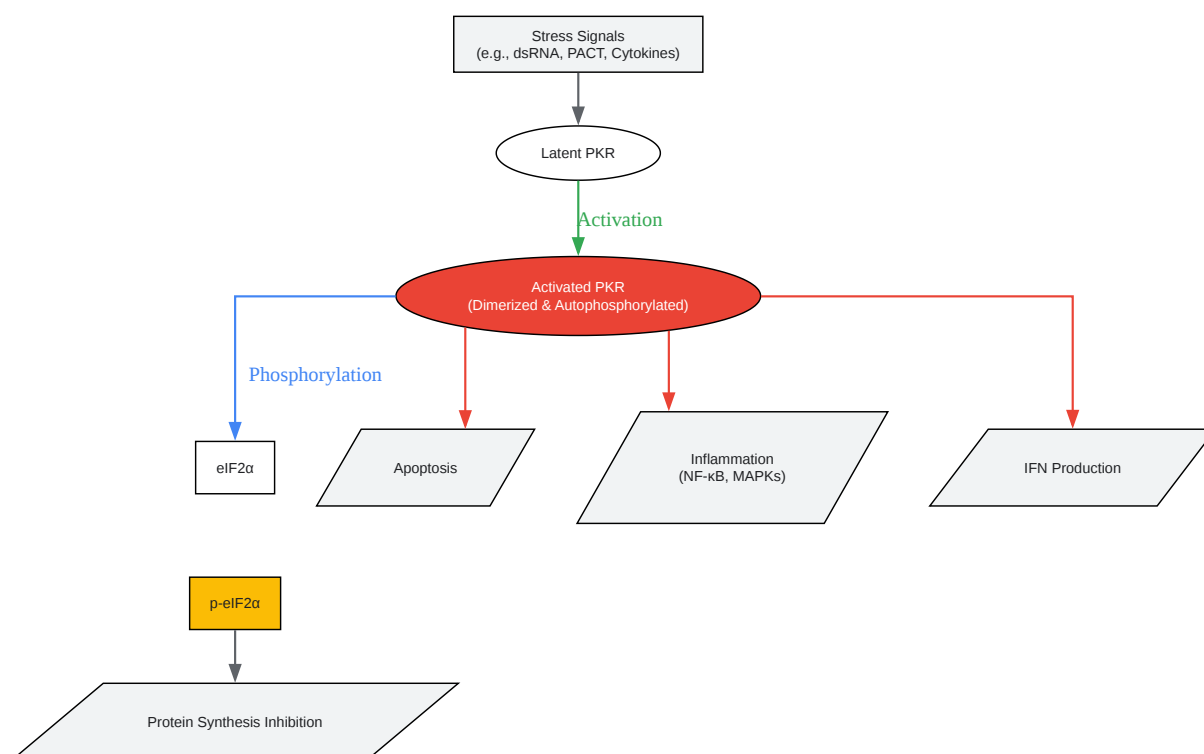 Stress Signals
(e.g., dsRNA, PACT, Cytokines)
Latent PKR
Activation
Activated PKR
(Dimerized & Autophosphorylated)
Phosphorylation
eIF2α
Apoptosis
Inflammation
(NF-κB, MAPKs)
IFN Production
p-eIF2α
Protein Synthesis Inhibition